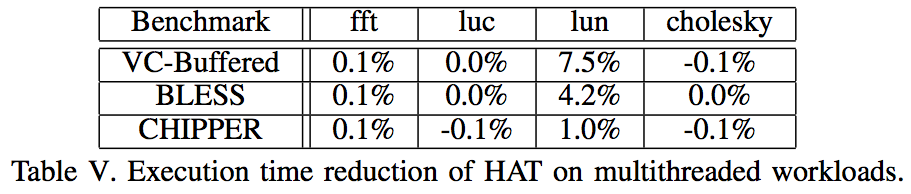 Benchmark fft luc lun cholesky
VC-Buffered 0.1% 0.0% 7.5% -0.1%
BLESS 0.1% 0.0% 4.2% 0.0%
CHIPPER 0.1% -0.1% 1.0% -0.1%
Table V. Execution time reduction of HAT on multithreaded workloads.